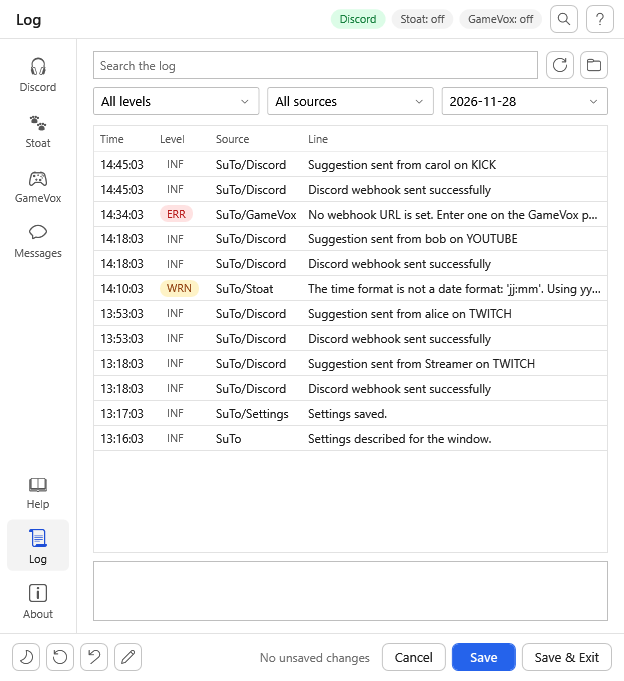 Log
Discord
Stoat: off
GameVox: off
?
Discord
Stoat
GameVox
Messages
Help
Log
About
Search the log
All levels
All sources
2026-11-28
Time Level Source Line
14:45:03 INF SuTo/Discord Suggestion sent from carol on KICK
14:45:03 INF SuTo/Discord Discord webhook sent successfully
14:34:03 ERR SuTo/GameVox No webhook URL is set. Enter one on the GameVox p...
14:18:03 INF SuTo/Discord Suggestion sent from bob on YOUTUBE
14:18:03 INF SuTo/Discord Discord webhook sent successfully
14:10:03 WRN SuTo/Stoat The time format is not a date format: 'jj:mm'. Using yy...
13:53:03 INF SuTo/Discord Suggestion sent from alice on TWITCH
13:53:03 INF SuTo/Discord Discord webhook sent successfully
13:18:03 INF SuTo/Discord Suggestion sent from Streamer on TWITCH
13:18:03 INF SuTo/Discord Discord webhook sent successfully
13:17:03 INF SuTo/Settings Settings saved.
13:16:03 INF SuTo Settings described for the window.
No unsaved changes
Cancel
Save
Save & Exit